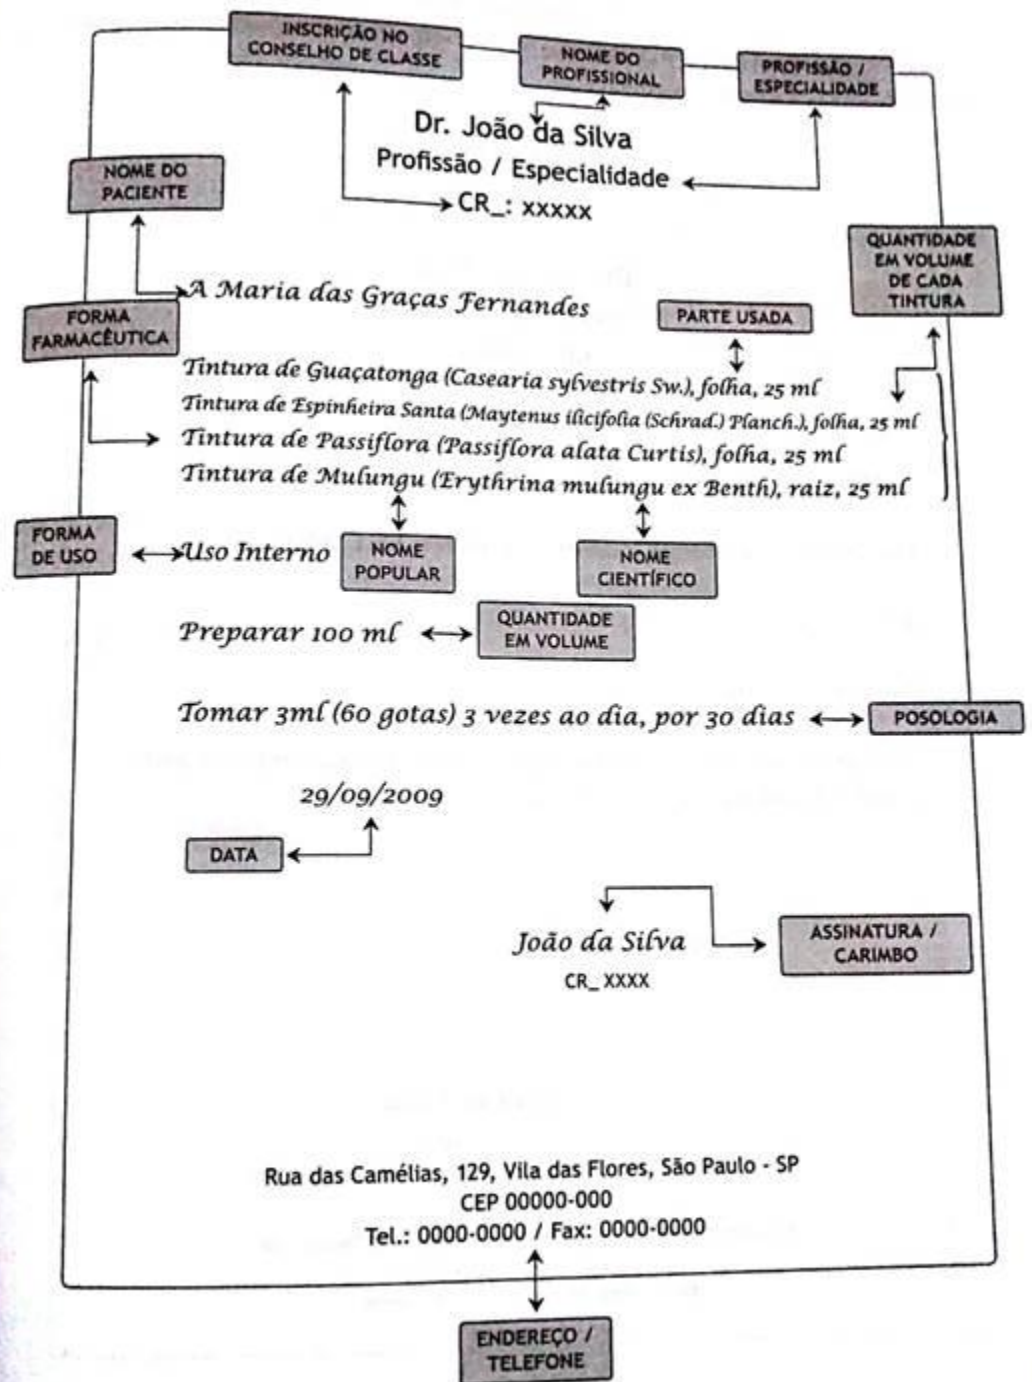 INSCRIÇÃO NO
CONSELHO DE CLASSE
NOME DO
PROFISSIONAL
PROFISSÃO /
ESPECIALIDADE
Dr. João da Silva
Profissão / Especialidade
CR_: xxxxx
NOME DO
PACIENTE
QUANTIDADE
EM VOLUME
DE CADA
TINTURA
A Maria das Graças Fernandes
FORMA
FARMACÊUTICA
PARTE USADA
Tintura de Guaçatonga (Casearia sylvestris Sw.), folha, 25 ml
Tintura de Espinheira Santa (Maytenus ilicifolia (Schrad.) Planch.), folha, 25 ml
Tintura de Passiflora (Passiflora alata Curtis), folha, 25 ml
Tintura de Mulungu (Erythrina mulungu ex Benth), raiz, 25 ml
FORMA
DE USO
Uso Interno
NOME
POPULAR
NOME
CIENTÍFICO
Preparar 100 ml
QUANTIDADE
EM VOLUME
Tomar 3ml (60 gotas) 3 vezes ao dia, por 30 dias
POSOLOGIA
29/09/2009
DATA
João da Silva
CR_ XXXX
ASSINATURA /
CARIMBO
Rua das Camélias, 129, Vila das Flores, São Paulo - SP
CEP 00000-000
Tel.: 0000-0000 / Fax: 0000-0000
ENDEREÇO /
TELEFONE